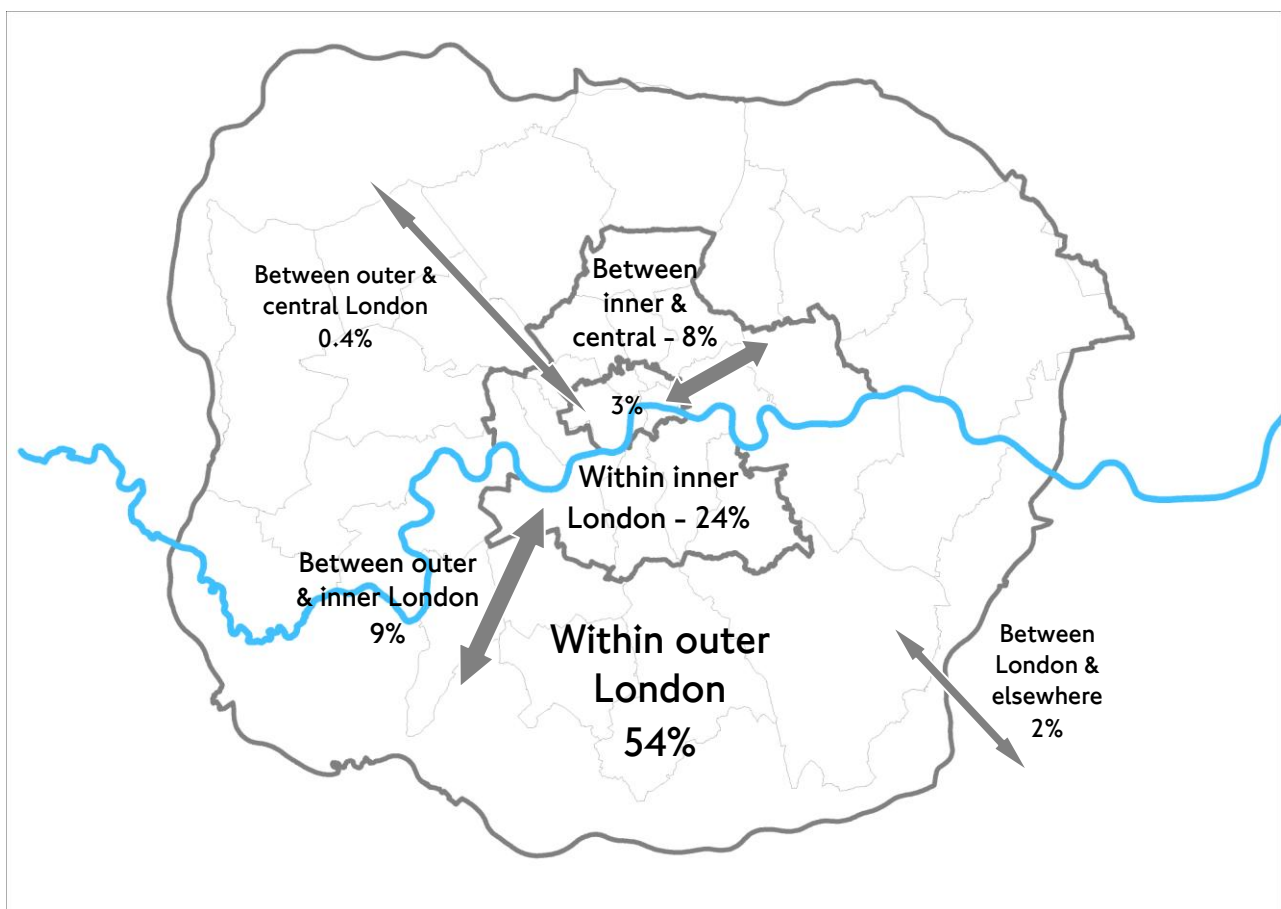 Between outer &
central London
0.4%
Between
inner &
central - 8%
3%
Within inner
London - 24%
Between outer
& inner London
9%
Within outer
London
54%
Between
London &
elsewhere
2%